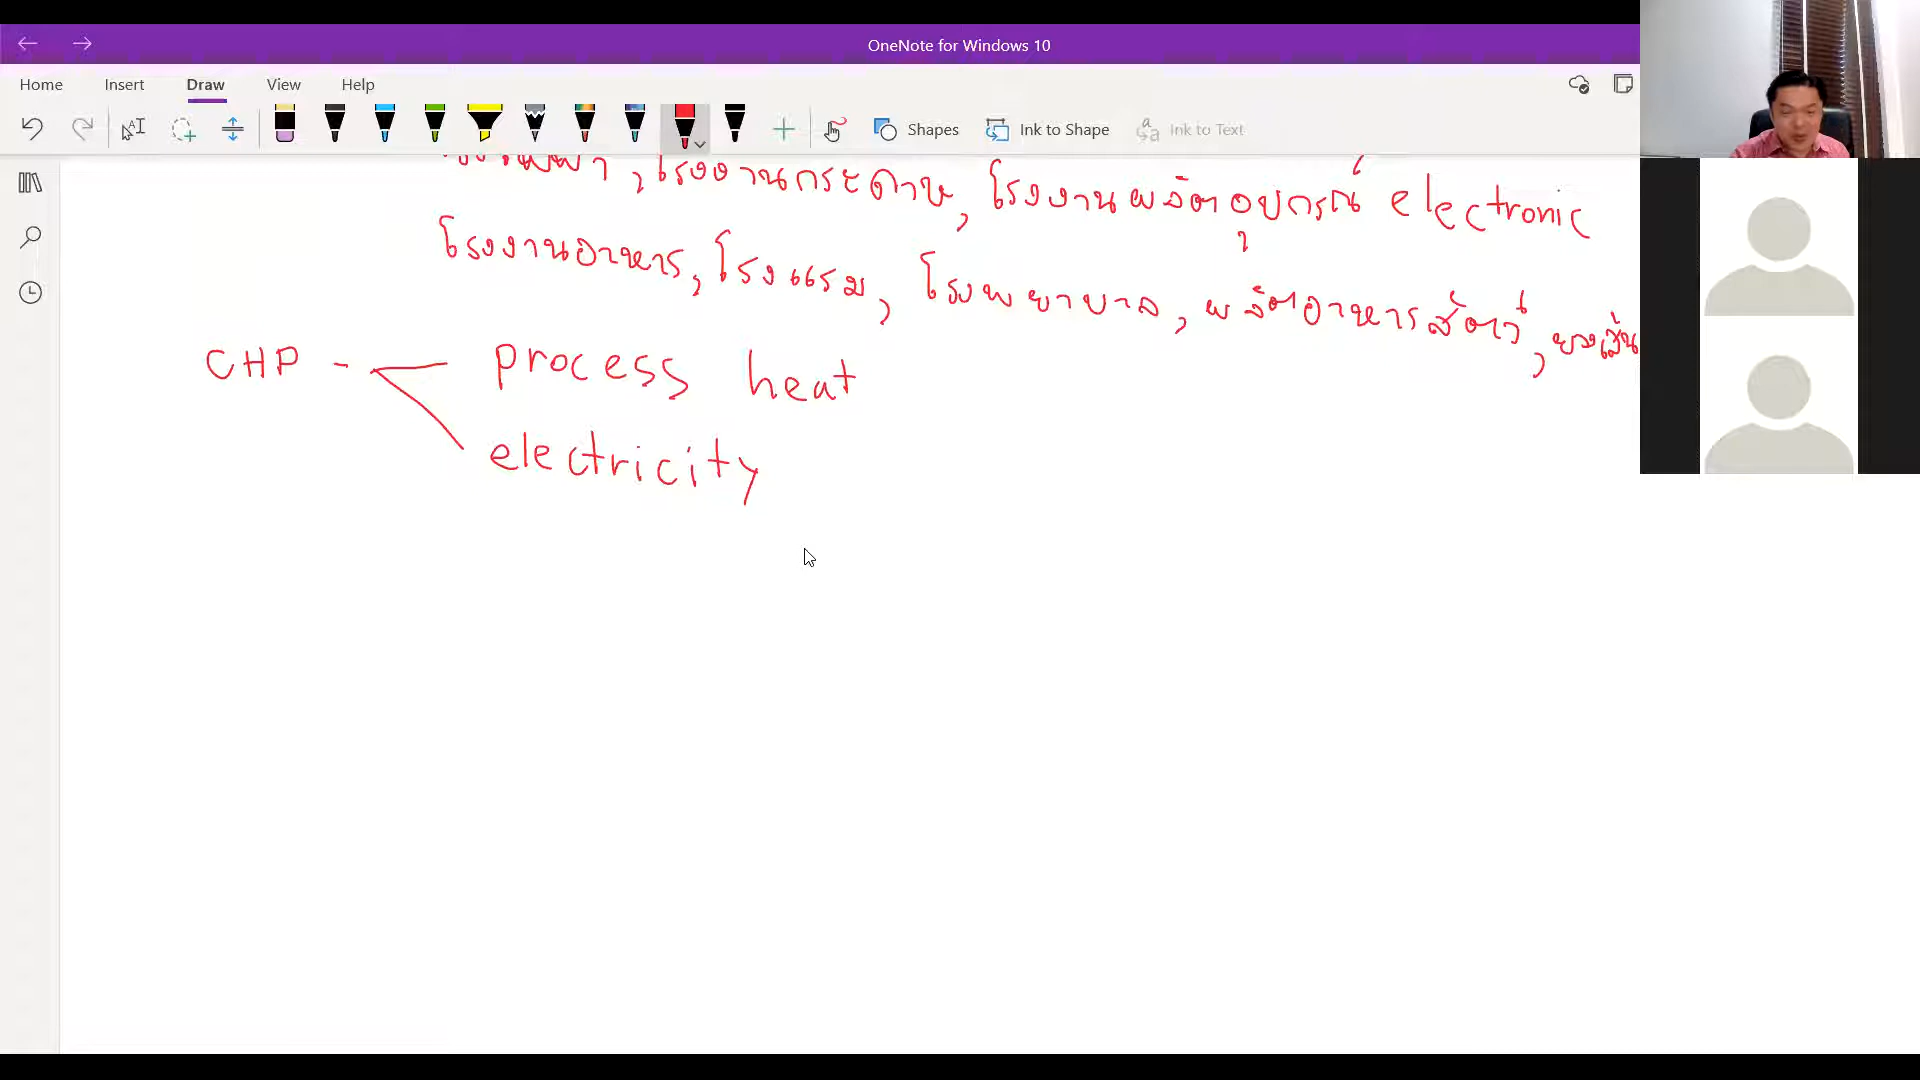 OneNote for Windows 10
Home Insert Draw View Help
Shapes Ink to Shape Ink to Text
, โรงงานกระดาษ, โรงงานผลิตอุปกรณ์ electronic
โรงงานอาหาร, โรงแรม, โรงพยาบาล, ผลิตอาหารสัตว์,
CHP - process heat
electricity